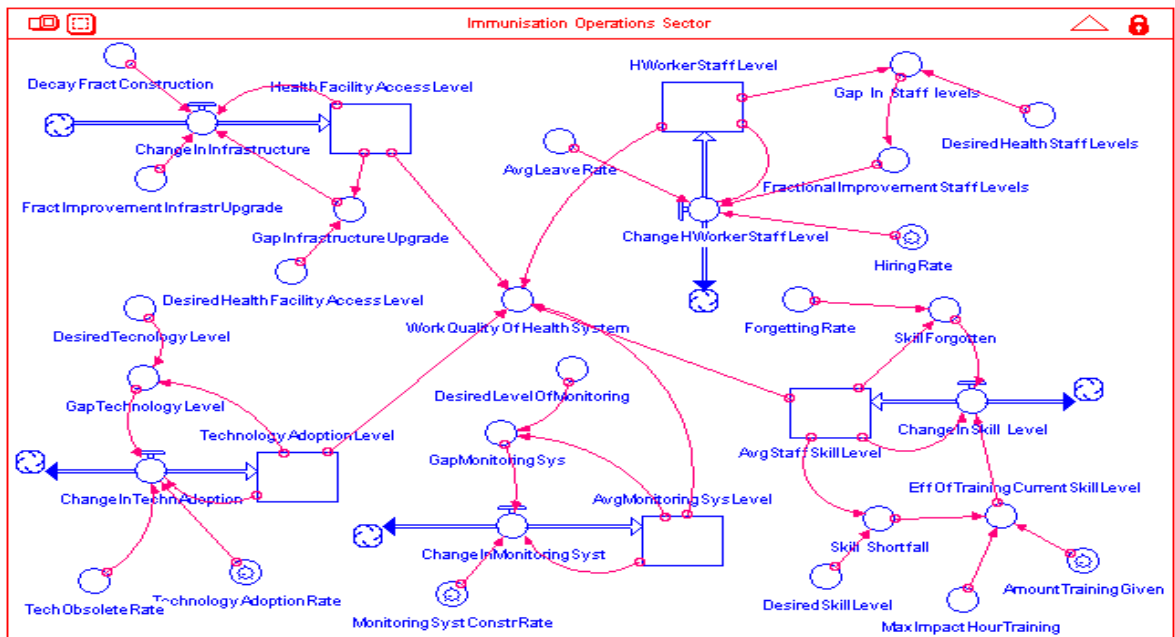 Immunisation Operations Sector
Decay Fract Construction
Health Facility Access Level
HWorker Staff Level
Gap In Staff levels
Desired Health Staff Levels
Change In Infrastructure
Avg Leave Rate
Fractional Improvement Staff Levels
Fract Improvement Infrastr Upgrade
Gap Infrastructure Upgrade
Change HWorker Staff Level
Hiring Rate
Desired Health Facility Access Level
Work Quality Of Health System
Forgetting Rate
Skill Forgotten
Desired Tecnology Level
Gap Technology Level
Desired Level Of Monitoring
Technology Adoption Level
Gap Monitoring Sys
Avg Staff Skill Level
Change In Skill Level
Change In Techn Adoption
Avg Monitoring Sys Level
Eff Of Training Current Skill Level
Change In Monitoring Syst
Skill Shortfall
Tech Obsolete Rate
Technology Adoption Rate
Monitoring Syst Constr Rate
Desired Skill Level
Amount Training Given
Max Impact Hour Training